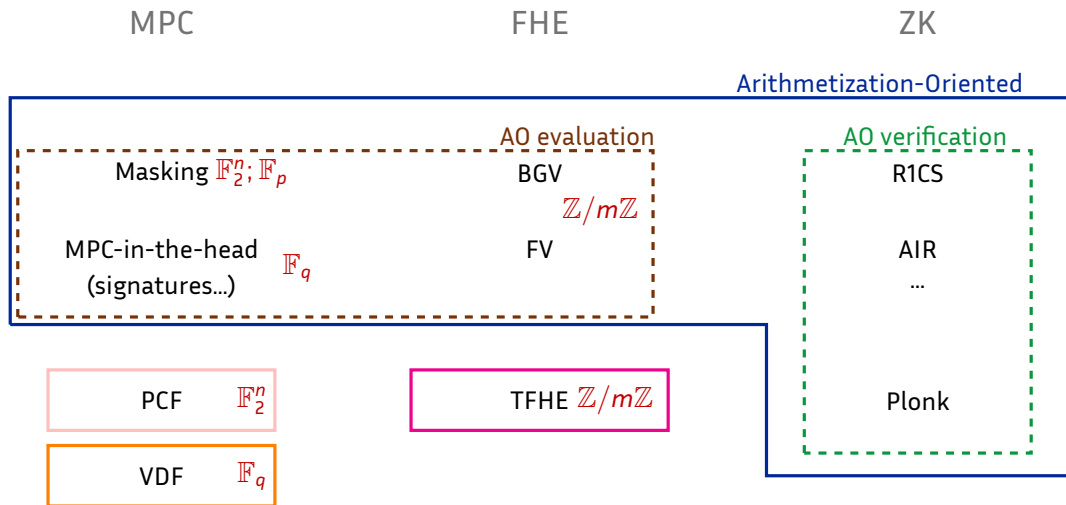 MPC FHE ZK
Arithmetization-Oriented
AO evaluation AO verification
Masking 𝔽₂ⁿ; 𝔽ₚ BGV R1CS
ℤ/mℤ
MPC-in-the-head 𝔽_q FV AIR
(signatures...) ...
PCF 𝔽₂ⁿ TFHE ℤ/mℤ Plonk
VDF 𝔽_q